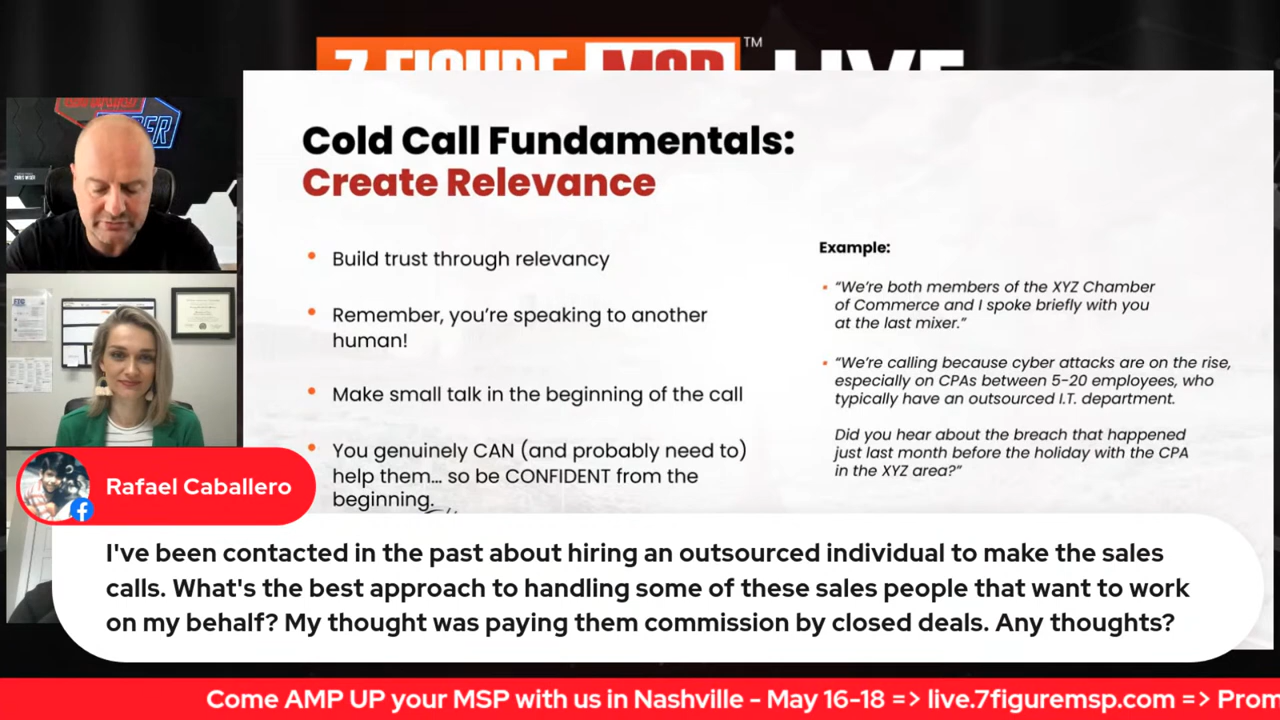 7 FIGURE MSP™ LIVE
Cold Call Fundamentals:
Create Relevance
• Build trust through relevancy
• Remember, you’re speaking to another
human!
• Make small talk in the beginning of the call
• You genuinely CAN (and probably need to)
help them... so be CONFIDENT from the
beginning.
Example:
• “We’re both members of the XYZ Chamber
of Commerce and I spoke briefly with you
at the last mixer.”
• “We’re calling because cyber attacks are on the rise,
especially on CPAs between 5-20 employees, who
typically have an outsourced I.T. department.
Did you hear about the breach that happened
just last month before the holiday with the CPA
in the XYZ area?”
Rafael Caballero
I've been contacted in the past about hiring an outsourced individual to make the sales
calls. What's the best approach to handling some of these sales people that want to work
on my behalf? My thought was paying them commission by closed deals. Any thoughts?
Come AMP UP your MSP with us in Nashville - May 16-18 => live.7figuremsp.com => Prom